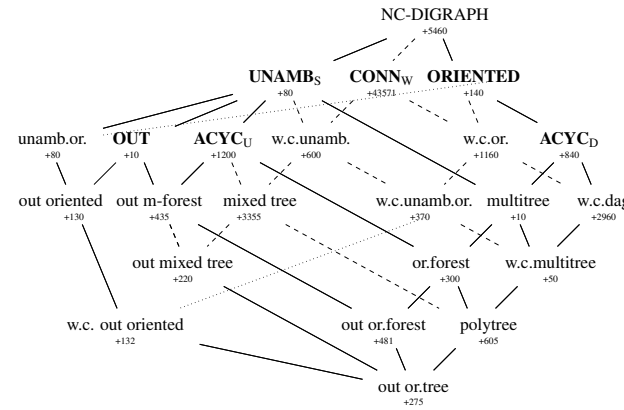 NC-DIGRAPH
+5460
UNAMB_S CONN_W ORIENTED
+80 +43571 +140
unamb.or. OUT ACYC_U w.c.unamb. w.c.or. ACYC_D
+80 +10 +1200 +600 +1160 +840
out oriented out m-forest mixed tree w.c.unamb.or. multitree w.c.dag
+130 +435 +3355 +370 +10 +2960
out mixed tree or.forest w.c.multitree
+220 +300 +50
w.c. out oriented out or.forest polytree
+132 +481 +605
out or.tree
+275